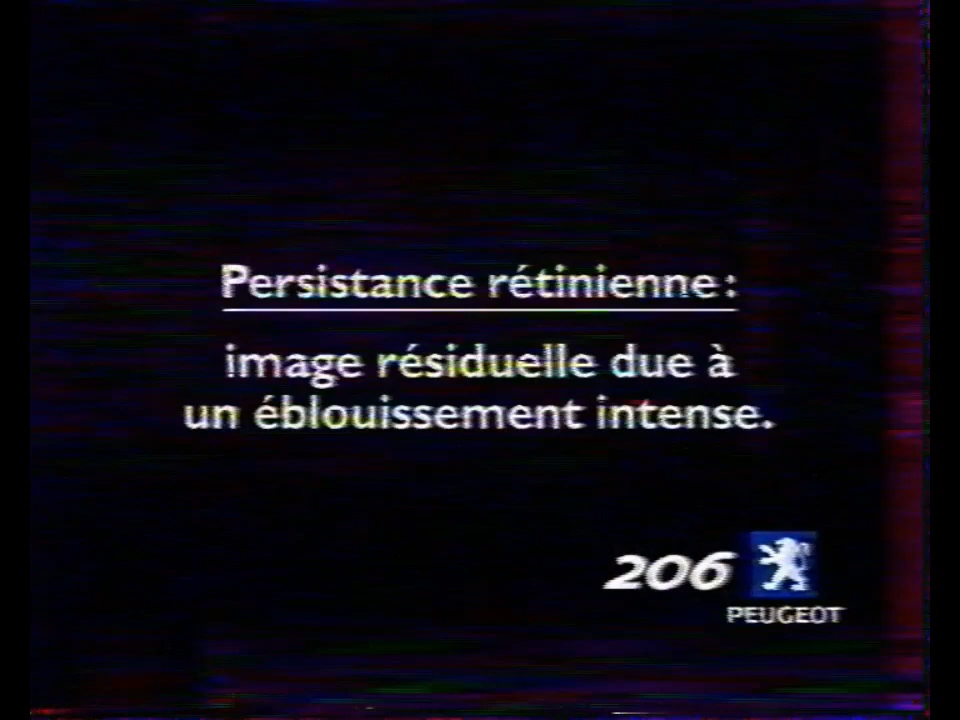 Persistance rétinienne :
image résiduelle due à
un éblouissement intense.
206
PEUGEOT